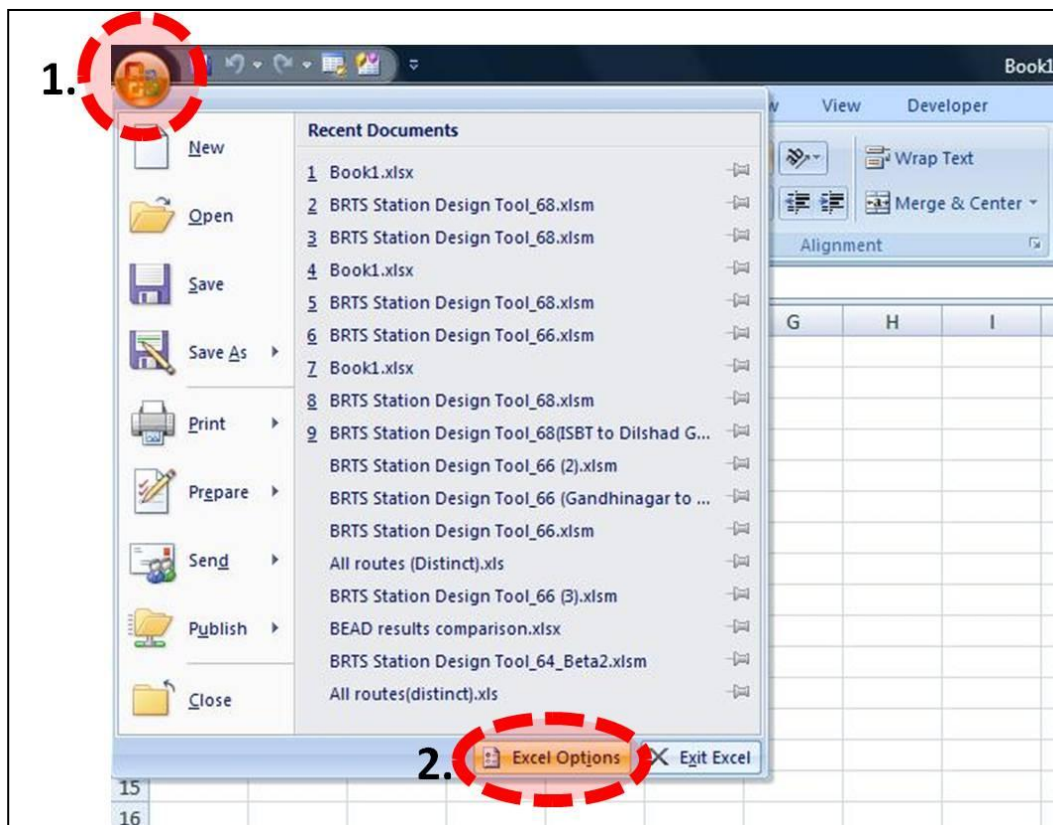 1.
Book1
View Developer
New
Open
Save
Save As
Print
Prepare
Send
Publish
Close
Recent Documents
1 Book1.xlsx
2 BRTS Station Design Tool_68.xlsm
3 BRTS Station Design Tool_68.xlsm
4 Book1.xlsx
5 BRTS Station Design Tool_68.xlsm
6 BRTS Station Design Tool_66.xlsm
7 Book1.xlsx
8 BRTS Station Design Tool_68.xlsm
9 BRTS Station Design Tool_68(ISBT to Dilshad G...
BRTS Station Design Tool_66 (2).xlsm
BRTS Station Design Tool_66 (Gandhinagar to ...
BRTS Station Design Tool_66.xlsm
All routes (Distinct).xls
BRTS Station Design Tool_66 (3).xlsm
BEAD results comparison.xlsx
BRTS Station Design Tool_64_Beta2.xlsm
All routes(distinct).xls
Wrap Text
Merge & Center
Alignment
G H I
2.
Excel Options
Exit Excel
15
16